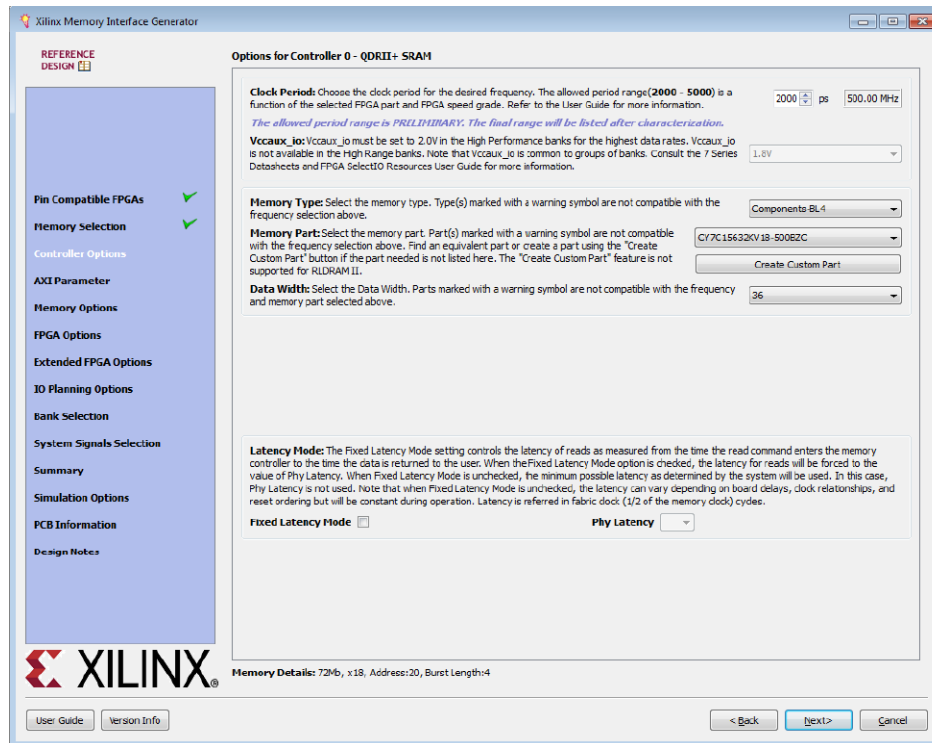 Xilinx Memory Interface Generator
REFERENCE
DESIGN
Options for Controller 0 - QDRII+ SRAM
Clock Period: Choose the clock period for the desired frequency. The allowed period range(2000 - 5000) is a
function of the selected FPGA part and FPGA speed grade. Refer to the User Guide for more information.
2000 ps 500.00 MHz
The allowed period range is PRELIMINARY. The final range will be listed after characterization.
Vccaux_io: Vccaux_io must be set to 2.0V in the High Performance banks for the highest data rates. Vccaux_io
is not available in the High Range banks. Note that Vccaux_io is common to groups of banks. Consult the 7 Series
Datasheets and FPGA SelectIO Resources User Guide for more information.
1.8V
Pin Compatible FPGAs
Memory Selection
Controller Options
AXI Parameter
Memory Options
FPGA Options
Extended FPGA Options
IO Planning Options
Bank Selection
System Signals Selection
Summary
Simulation Options
PCB Information
Design Notes
Memory Type: Select the memory type. Type(s) marked with a warning symbol are not compatible with the
frequency selection above.
Components-BL4
Memory Part: Select the memory part. Part(s) marked with a warning symbol are not compatible
with the frequency selection above. Find an equivalent part or create a part using the "Create
Custom Part" button if the part needed is not listed here. The "Create Custom Part" feature is not
supported for RLDRAM II.
CY7C15632KV18-500BZC
Create Custom Part
Data Width: Select the Data Width. Parts marked with a warning symbol are not compatible with the frequency
and memory part selected above.
36
Latency Mode: The Fixed Latency Mode setting controls the latency of reads as measured from the time the read command enters the memory
controller to the time the data is returned to the user. When the Fixed Latency Mode option is checked, the latency for reads will be forced to the
value of Phy Latency. When Fixed Latency Mode is unchecked, the minimum possible latency as determined by the system will be used. In this case,
Phy Latency is not used. Note that when Fixed Latency Mode is unchecked, the latency can vary depending on board delays, clock relationships, and
reset ordering but will be constant during operation. Latency is referred in fabric clock (1/2 of the memory clock) cycles.
Fixed Latency Mode
Phy Latency
XILINX®
Memory Details: 72Mb, x18, Address:20, Burst Length:4
User Guide
Version Info
< Back
Next>
Cancel